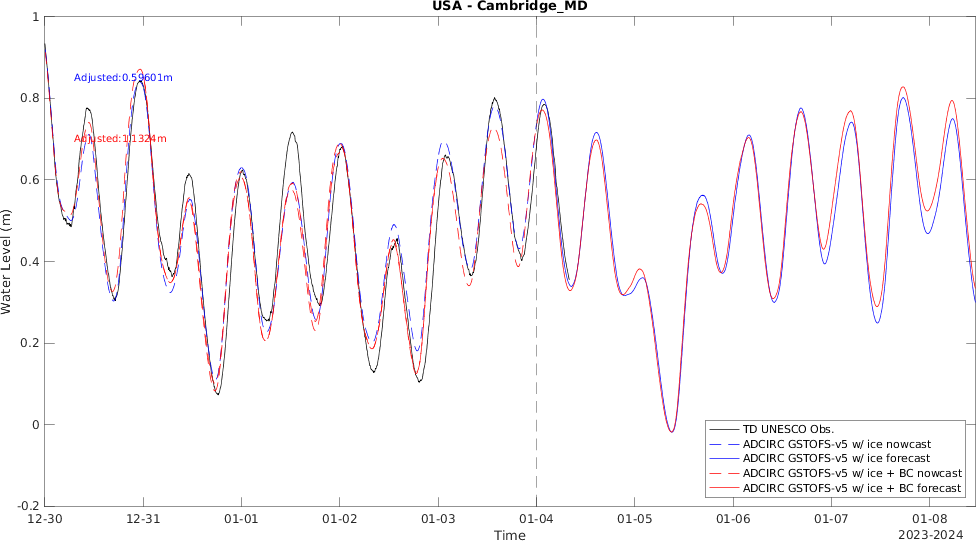 USA - Cambridge_MD
Adjusted:0.59601m
Adjusted:1.1324m
Water Level (m)
1
0.8
0.6
0.4
0.2
0
-0.2
TD UNESCO Obs.
ADCIRC GSTOFS-v5 w/ ice nowcast
ADCIRC GSTOFS-v5 w/ ice forecast
ADCIRC GSTOFS-v5 w/ ice + BC nowcast
ADCIRC GSTOFS-v5 w/ ice + BC forecast
12-30 12-31 01-01 01-02 01-03 01-04 01-05 01-06 01-07 01-08
Time
2023-2024